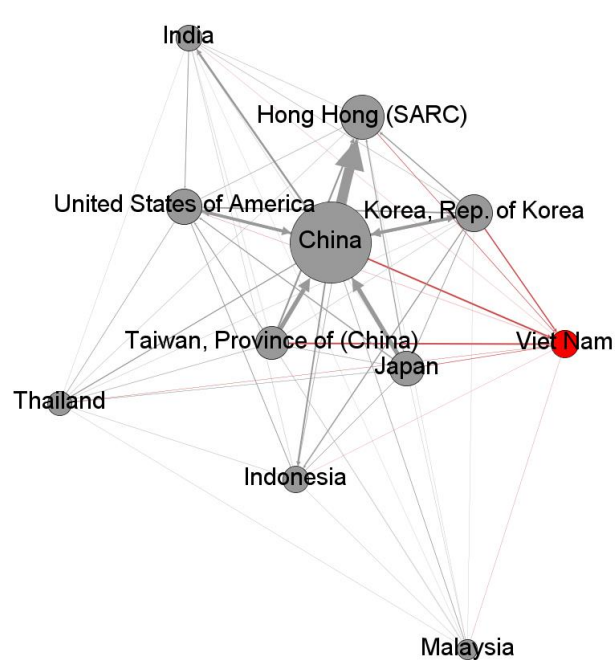 India
Hong Hong (SARC)
United States of America
Korea, Rep. of Korea
China
Taiwan, Province of (China)
Viet Nam
Japan
Thailand
Indonesia
Malaysia